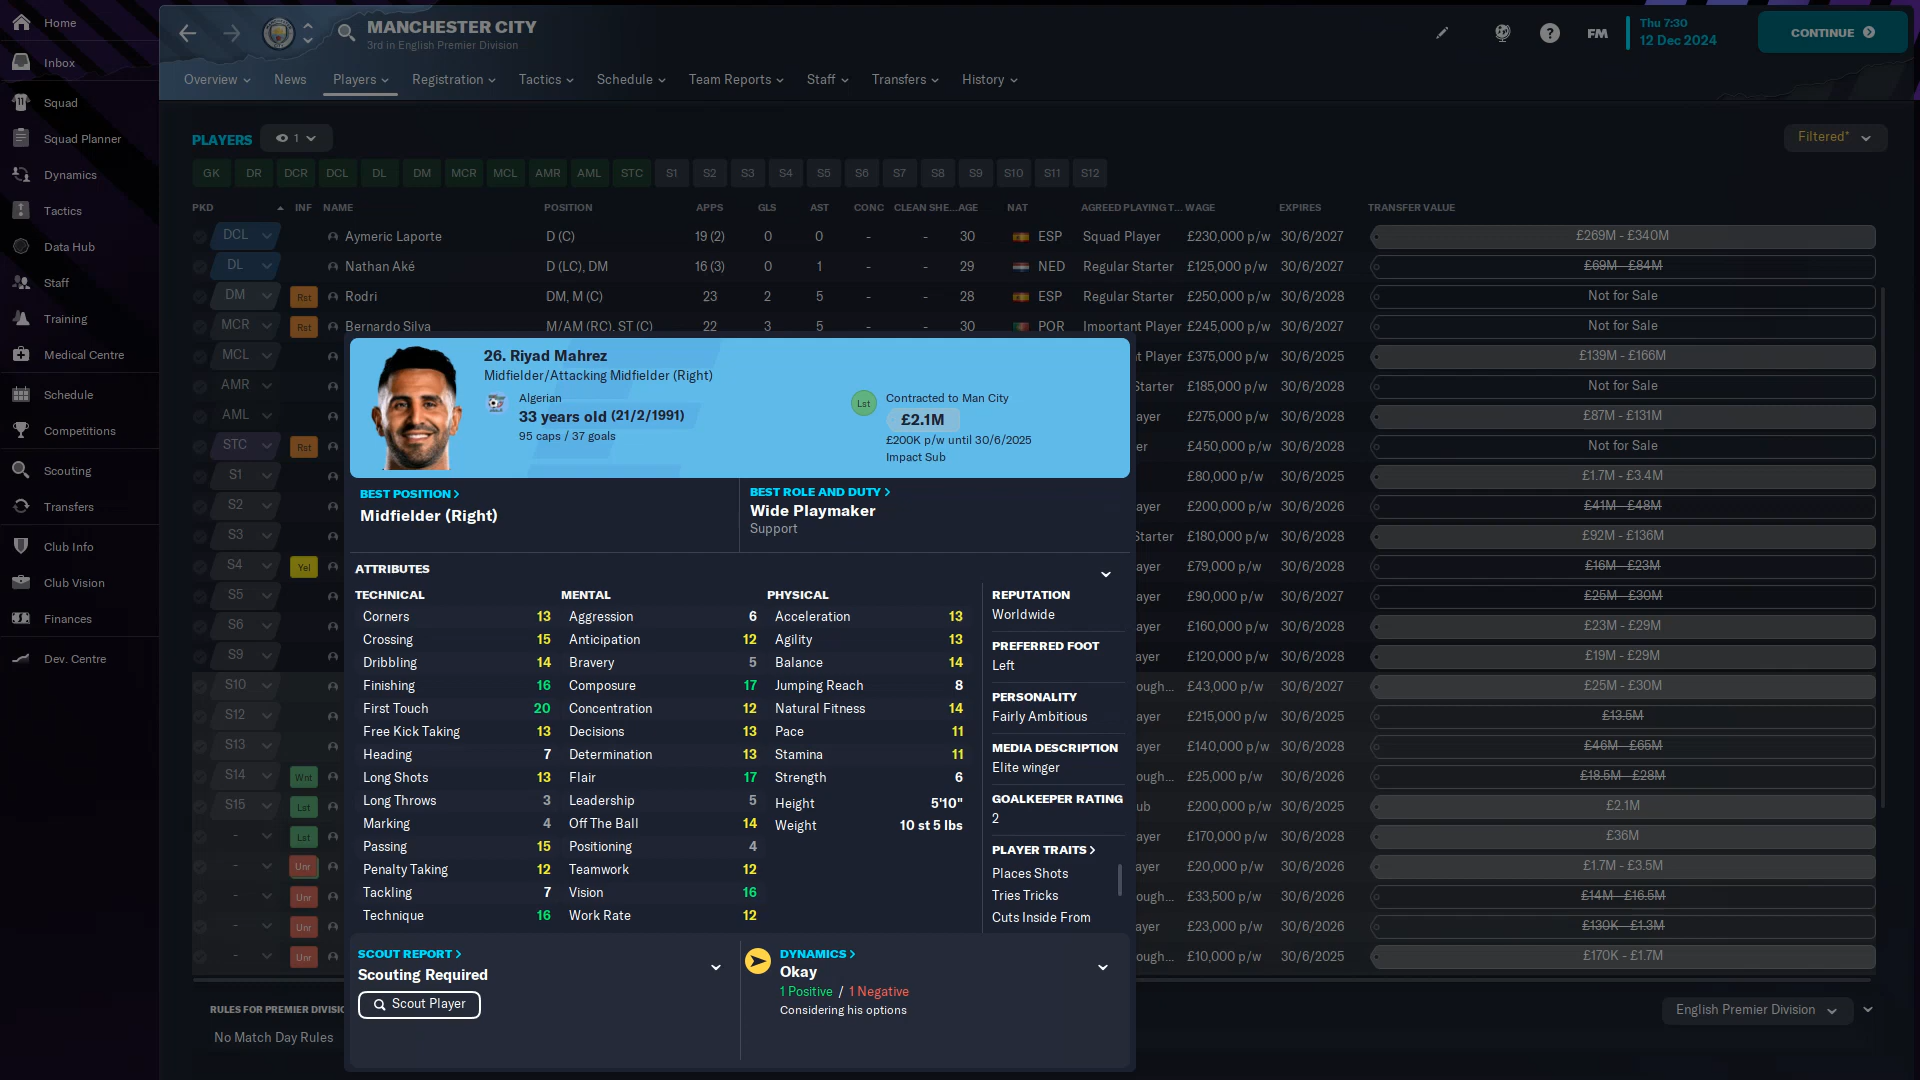 Home
Inbox
Squad
Squad Planner
Dynamics
Tactics
Data Hub
Staff
Training
Medical Centre
Schedule
Competitions
Scouting
Transfers
Club Info
Club Vision
Finances
Dev. Centre
MANCHESTER CITY
3rd in English Premier Division
FM
Thu 7:30
12 Dec 2024
CONTINUE
Overview News Players Registration Tactics Schedule Team Reports Staff Transfers History
PLAYERS 1
Filtered*
GK DR DCR DCL DL DM MCR MCL AMR AML STC S1 S2 S3 S4 S5 S6 S7 S8 S9 S10 S11 S12
PKD INF NAME POSITION APPS GLS AST CONC CLEAN SHE... AGE NAT AGREED PLAYING T... WAGE EXPIRES TRANSFER VALUE
DCL Aymeric Laporte D (C) 19 (2) 0 0 - - 30 ESP Squad Player £230,000 p/w 30/6/2027 £269M - £340M
DL Nathan Aké D (LC), DM 16 (3) 0 1 - - 29 NED Regular Starter £125,000 p/w 30/6/2027 £69M - £84M
DM Rst Rodri DM, M (C) 23 2 5 - - 28 ESP Regular Starter £250,000 p/w 30/6/2028 Not for Sale
MCR Rst Bernardo Silva M/AM (RC), ST (C) 22 3 5 - - 30 POR Important Player £245,000 p/w 30/6/2027 Not for Sale
MCL t Player £375,000 p/w 30/6/2025 £139M - £166M
AMR Starter £185,000 p/w 30/6/2028 Not for Sale
AML yer £275,000 p/w 30/6/2028 £87M - £131M
STC Rst er £450,000 p/w 30/6/2028 Not for Sale
S1 £80,000 p/w 30/6/2025 £1.7M - £3.4M
S2 ayer £200,000 p/w 30/6/2026 £41M - £48M
S3 Starter £180,000 p/w 30/6/2028 £92M - £136M
S4 Yel ayer £79,000 p/w 30/6/2026 £16M - £23M
S5 ayer £90,000 p/w 30/6/2027 £25M - £30M
S6 ayer £160,000 p/w 30/6/2028 £23M - £29M
S9 ayer £120,000 p/w 30/6/2028 £19M - £29M
S10 ough... £43,000 p/w 30/6/2027 £25M - £30M
S12 ayer £215,000 p/w 30/6/2025 £13.5M
S13 ayer £140,000 p/w 30/6/2028 £46M - £65M
S14 Wnt ough... £25,000 p/w 30/6/2026 £18.5M - £28M
S15 Lst ub £200,000 p/w 30/6/2025 £2.1M
- Lst ayer £170,000 p/w 30/6/2028 £36M
- Unr ayer £20,000 p/w 30/6/2026 £1.7M - £3.5M
- Unr ough... £33,500 p/w 30/6/2026 £14M - £16.5M
- Unr ayer £23,000 p/w 30/6/2026 £130K - £1.3M
- Unr ough... £10,000 p/w 30/6/2025 £170K - £1.7M
26. Riyad Mahrez
Midfielder/Attacking Midfielder (Right)
Algerian
33 years old (21/2/1991)
95 caps / 37 goals
Lst Contracted to Man City
£2.1M
£200K p/w until 30/6/2025
Impact Sub
BEST POSITION
Midfielder (Right)
BEST ROLE AND DUTY
Wide Playmaker
Support
ATTRIBUTES
TECHNICAL
Corners 13
Crossing 15
Dribbling 14
Finishing 16
First Touch 20
Free Kick Taking 13
Heading 7
Long Shots 13
Long Throws 3
Marking 4
Passing 15
Penalty Taking 12
Tackling 7
Technique 16
MENTAL
Aggression 6
Anticipation 12
Bravery 5
Composure 17
Concentration 12
Decisions 13
Determination 13
Flair 17
Leadership 5
Off The Ball 14
Positioning 4
Teamwork 12
Vision 16
Work Rate 12
PHYSICAL
Acceleration 13
Agility 13
Balance 14
Jumping Reach 8
Natural Fitness 14
Pace 11
Stamina 11
Strength 6
Height 5'10"
Weight 10 st 5 lbs
REPUTATION
Worldwide
PREFERRED FOOT
Left
PERSONALITY
Fairly Ambitious
MEDIA DESCRIPTION
Elite winger
GOALKEEPER RATING
2
PLAYER TRAITS
Places Shots
Tries Tricks
Cuts Inside From
SCOUT REPORT
Scouting Required
Scout Player
DYNAMICS
Okay
1 Positive / 1 Negative
Considering his options
RULES FOR PREMIER DIVISIO
No Match Day Rules
English Premier Division